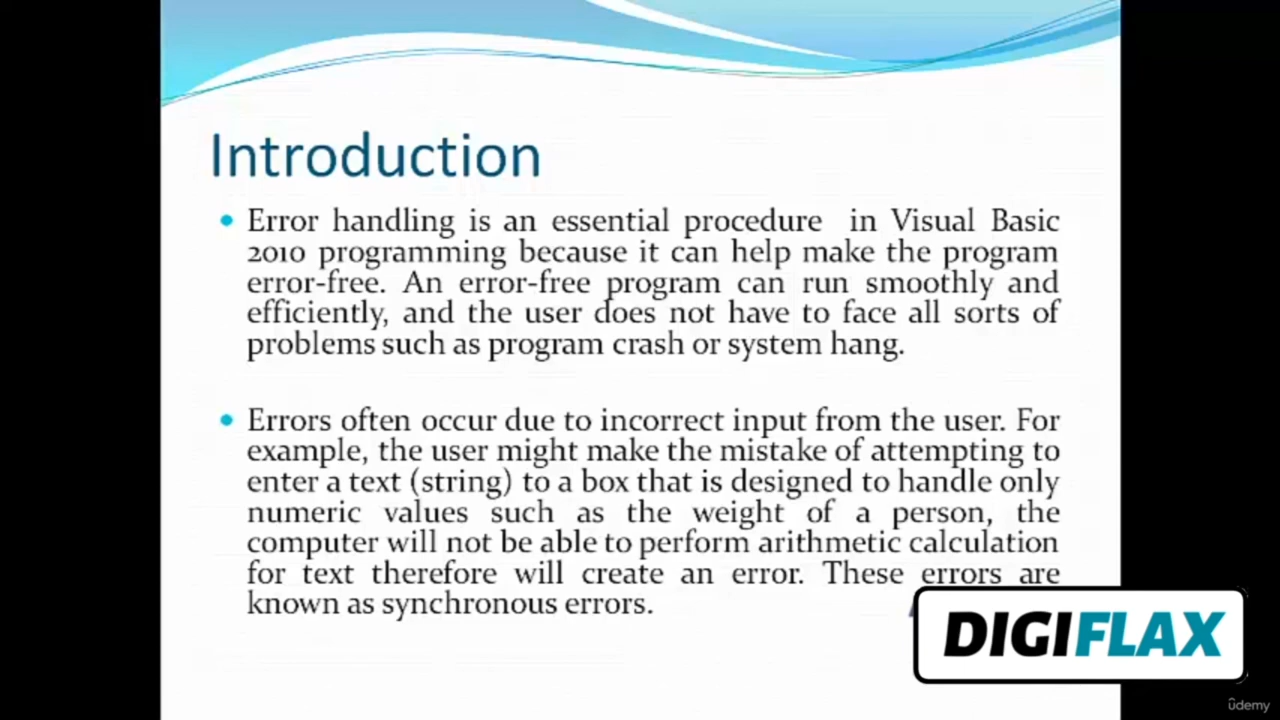 Introduction
Error handling is an essential procedure in Visual Basic
2010 programming because it can help make the program
error-free. An error-free program can run smoothly and
efficiently, and the user does not have to face all sorts of
problems such as program crash or system hang.
Errors often occur due to incorrect input from the user. For
example, the user might make the mistake of attempting to
enter a text (string) to a box that is designed to handle only
numeric values such as the weight of a person, the
computer will not be able to perform arithmetic calculation
for text therefore will create an error. These errors are
known as synchronous errors.
DIGIFLAX
ûdemy